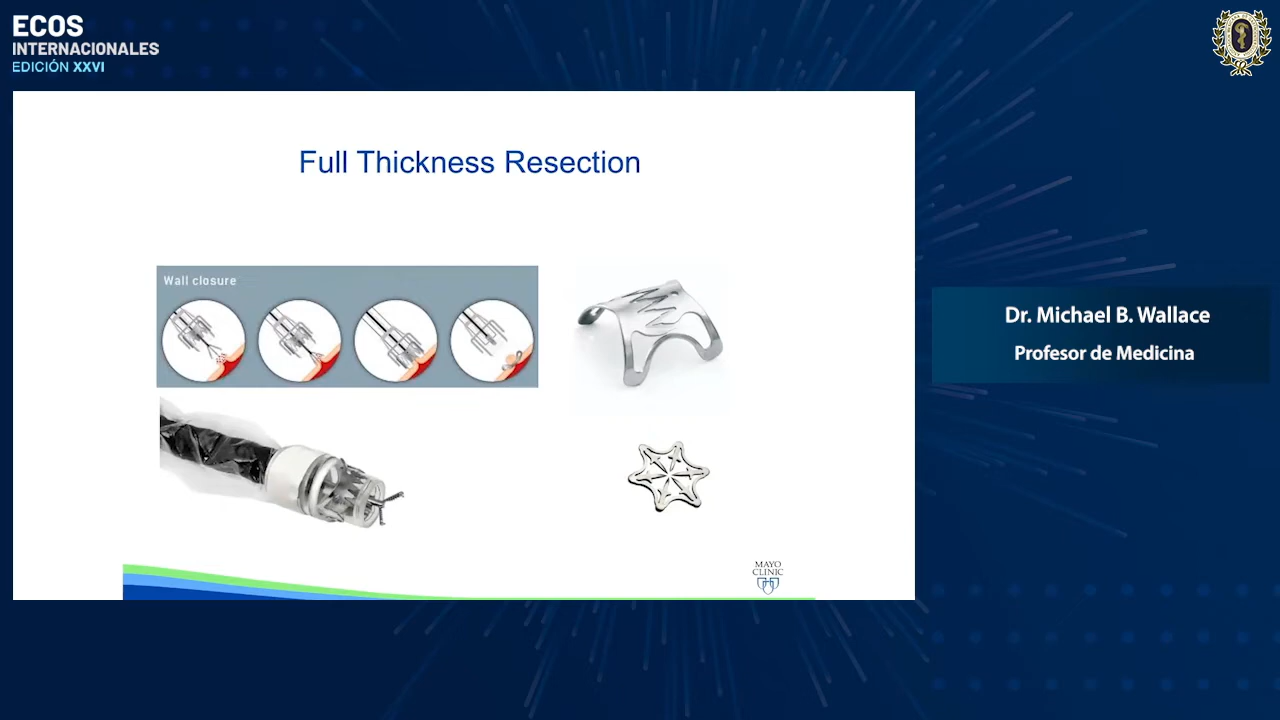 ECOS
INTERNACIONALES
EDICIÓN XXVI
Full Thickness Resection
Wall closure
MAYO
CLINIC
Dr. Michael B. Wallace
Profesor de Medicina